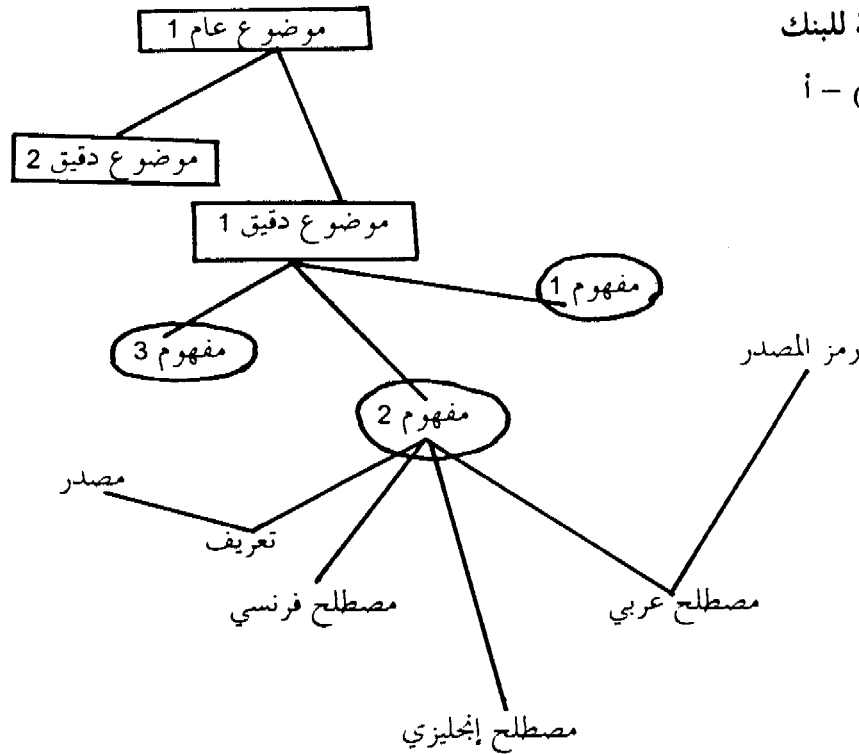 للبنك
أ –
موضوع عام 1
موضوع دقيق 2
موضوع دقيق 1
مفهوم 1
مفهوم 3
رمز المصدر
مفهوم 2
مصدر
تعريف
مصطلح فرنسي
مصطلح عربي
مصطلح إنجليزي